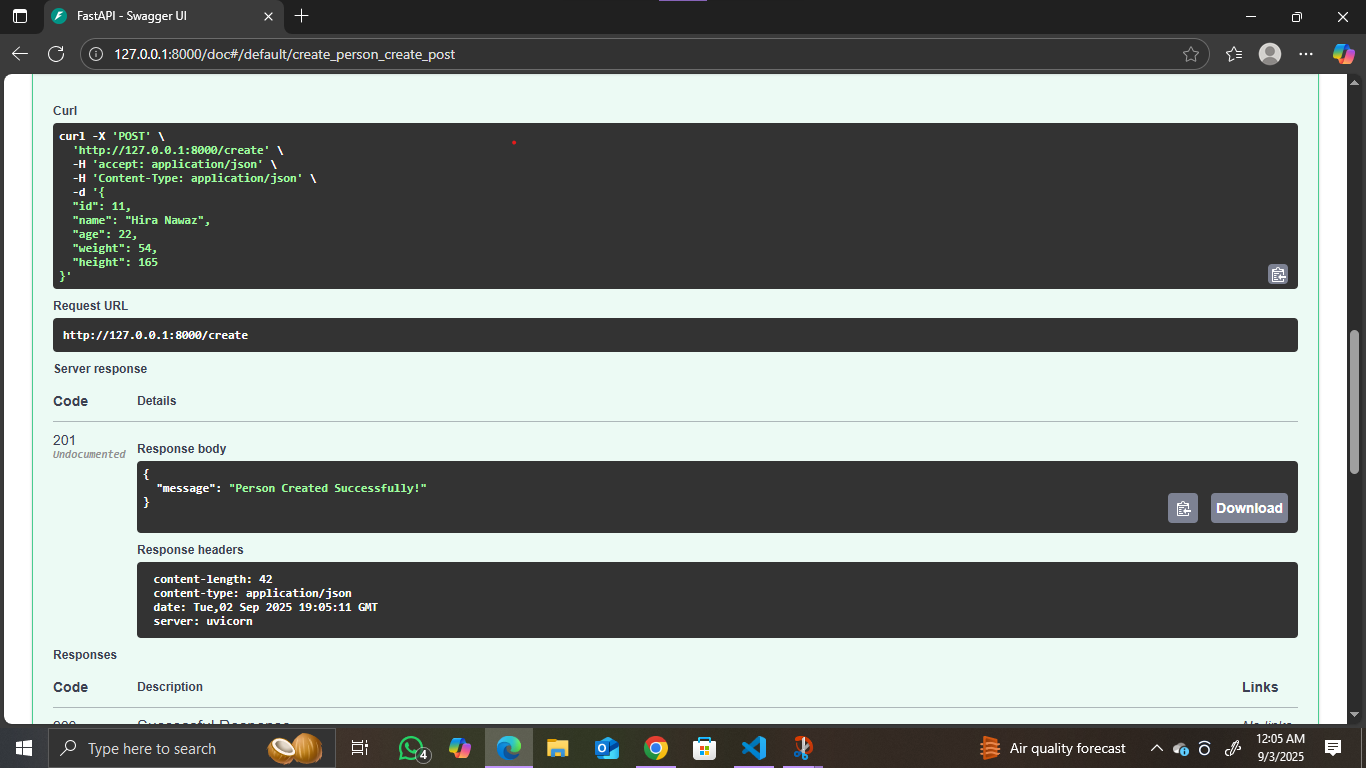 FastAPI - Swagger UI
127.0.0.1:8000/doc#/default/create_person_create_post
Curl
curl -X 'POST' \
'http://127.0.0.1:8000/create' \
-H 'accept: application/json' \
-H 'Content-Type: application/json' \
-d '{
"id": 11,
"name": "Hira Nawaz",
"age": 22,
"weight": 54,
"height": 165
}'
Request URL
http://127.0.0.1:8000/create
Server response
Code Details
201
Undocumented
Response body
{
"message": "Person Created Successfully!"
}
Download
Response headers
content-length: 42
content-type: application/json
date: Tue,02 Sep 2025 19:05:11 GMT
server: uvicorn
Responses
Code Description Links
Successful Response
No links
Type here to search
4
Air quality forecast
12:05 AM
9/3/2025